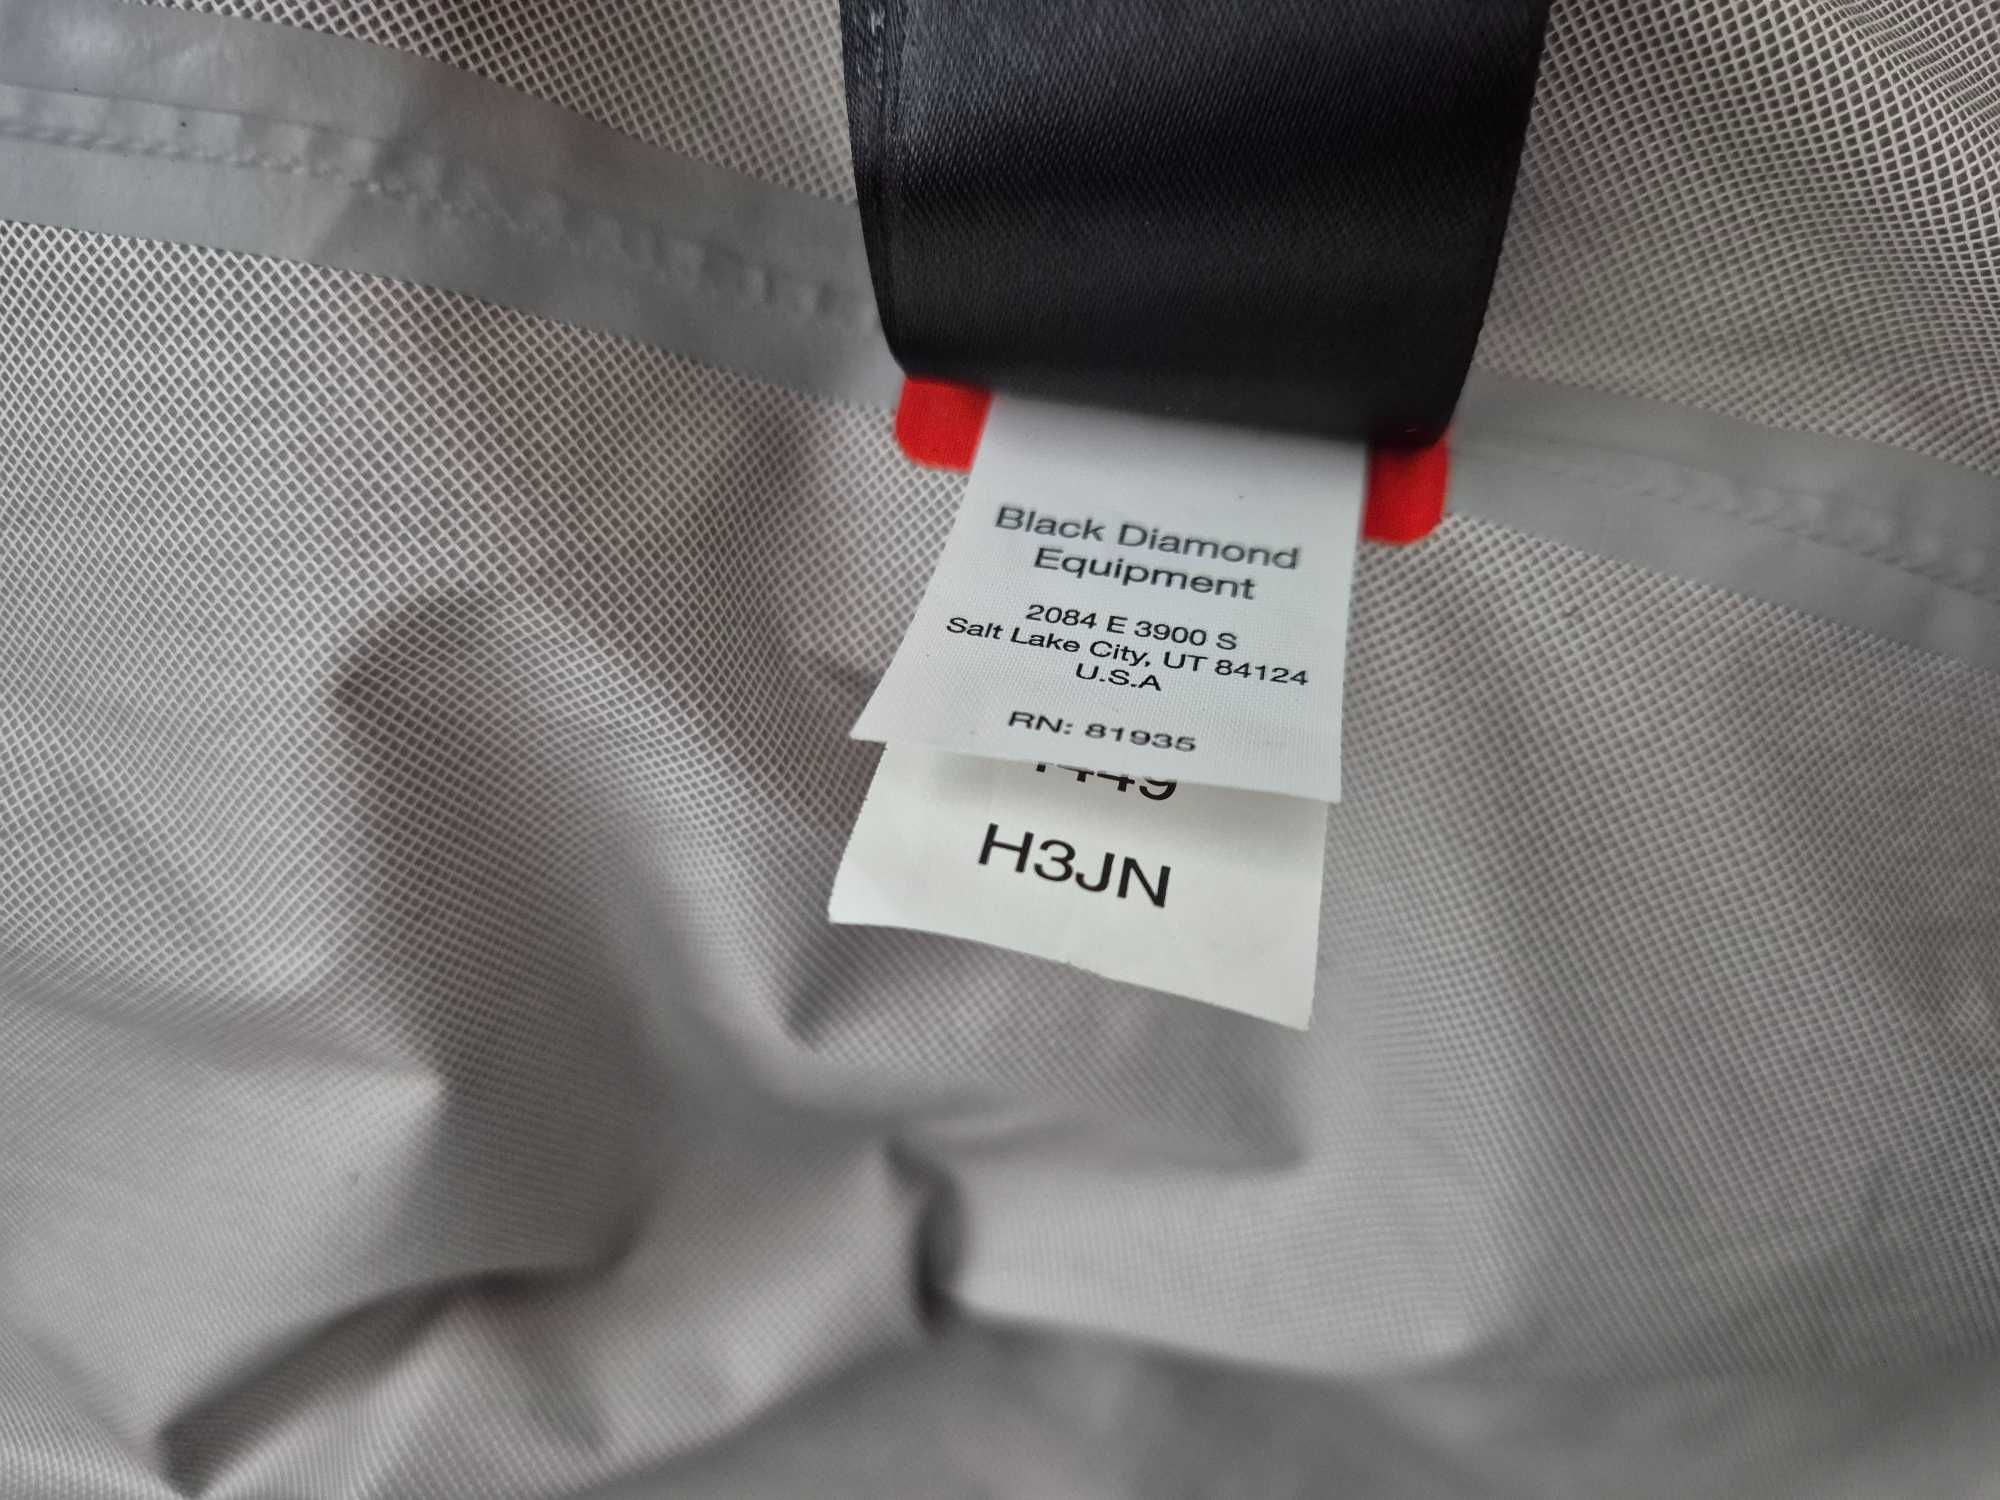 Black Diamond
Equipment
2084 E 3900 S
Salt Lake City, UT 84124
U.S.A
RN: 81935
H3JN